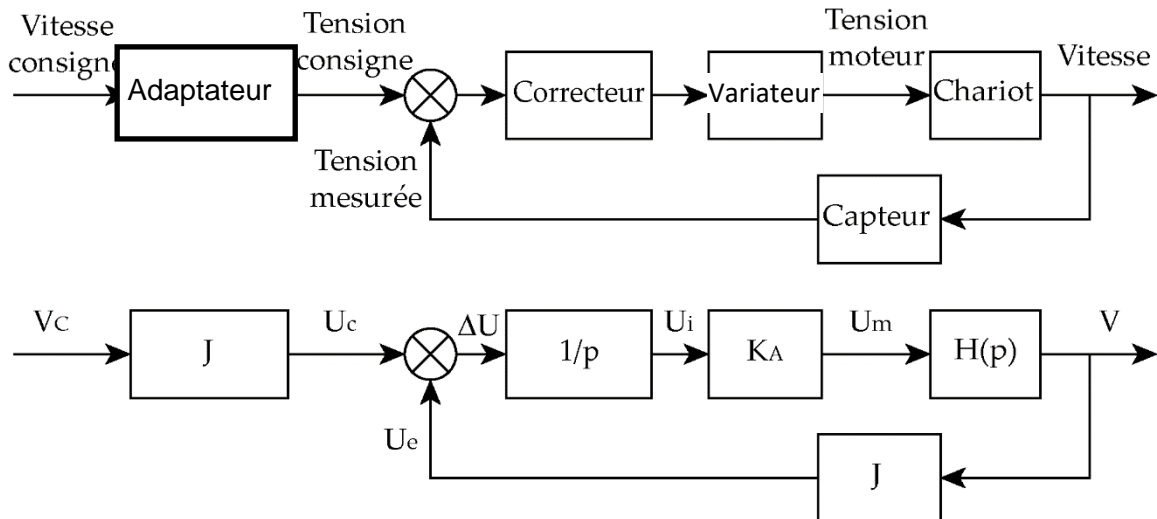 Vitesse
consigne
Adaptateur
Tension
consigne
Correcteur
Variateur
Tension
moteur
Chariot
Vitesse
Tension
mesurée
Capteur
VC
J
Uc
ΔU
1/p
Ui
KA
Um
H(p)
V
Ue
J